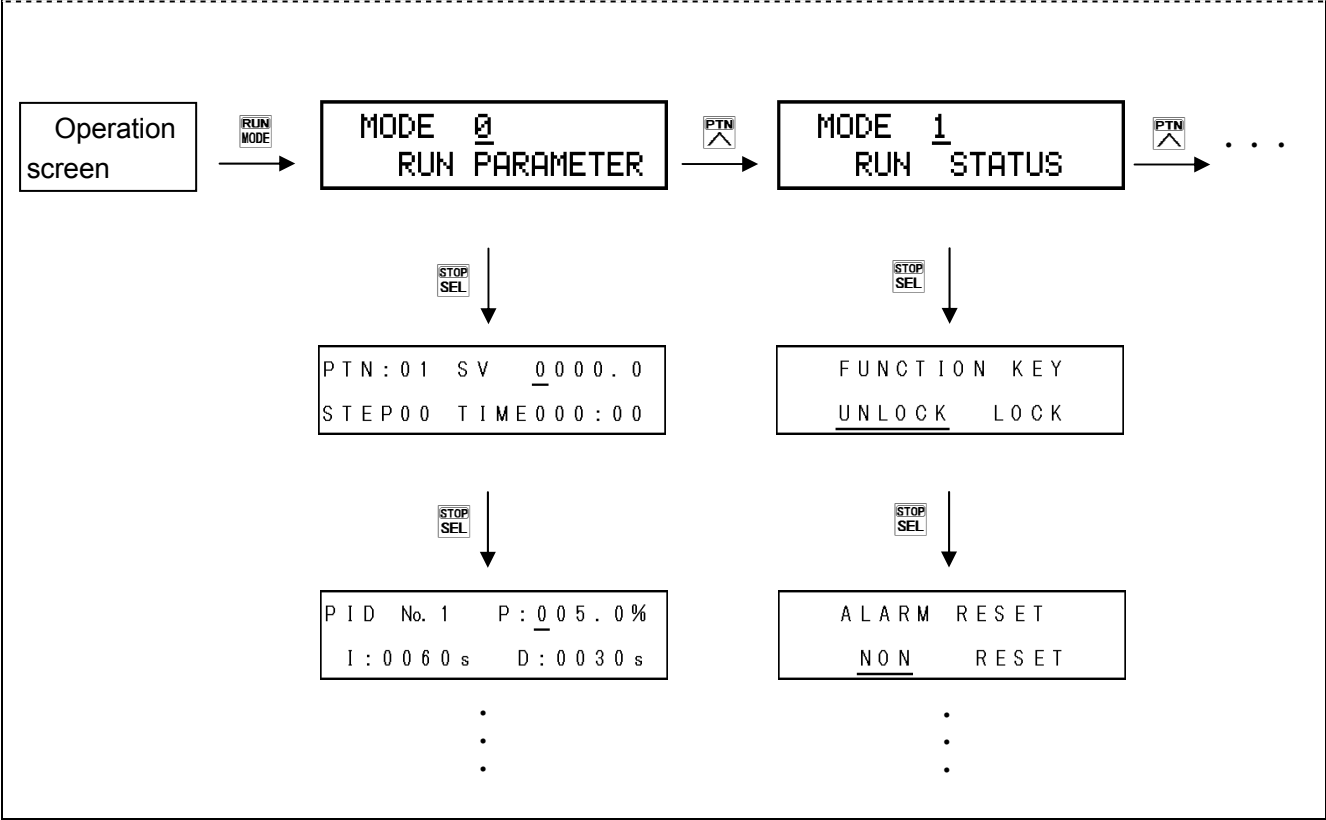 Operation
screen
RUN
MODE
MODE 0
RUN PARAMETER
PTN
MODE 1
RUN STATUS
PTN
. . .
STOP
SEL
STOP
SEL
PTN:01 SV 0000.0
STEP00 TIME000:00
FUNCTION KEY
UNLOCK LOCK
STOP
SEL
STOP
SEL
PID No. 1 P:005.0%
I:0060s D:0030s
ALARM RESET
NON RESET